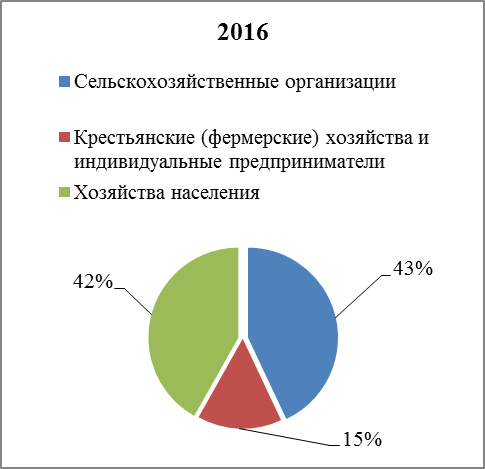 2016
Сельскохозяйственные организации
Крестьянские (фермерские) хозяйства и
индивидуальные предприниматели
Хозяйства населения
42%
43%
15%